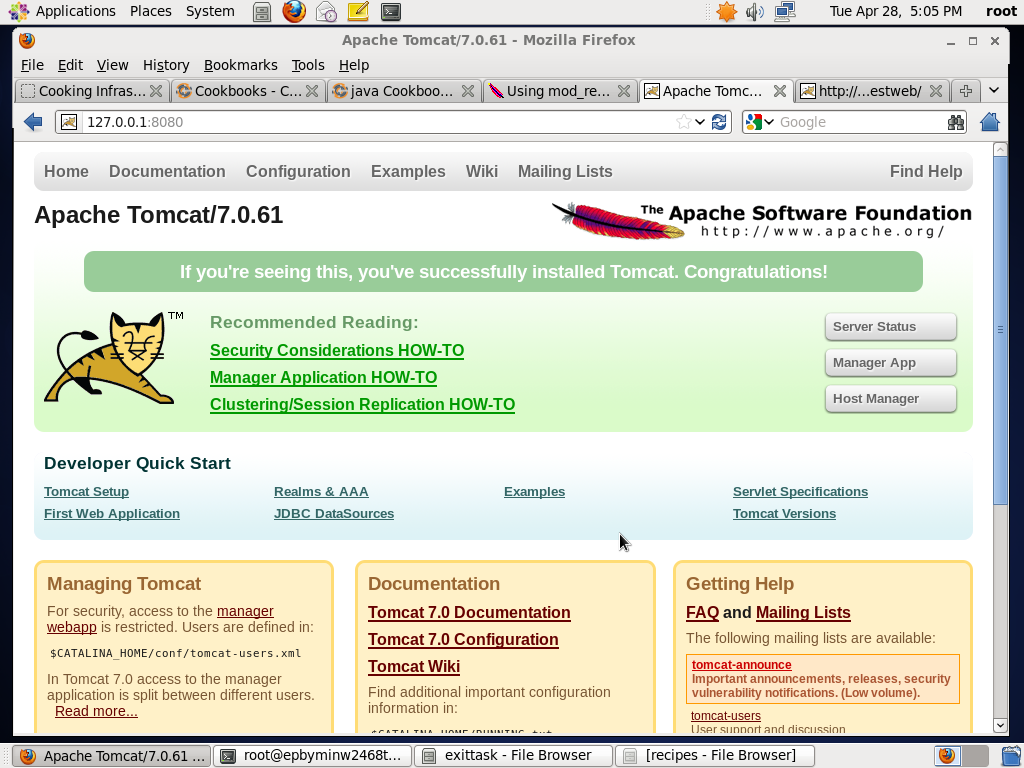 Applications Places System Tue Apr 28, 5:05 PM root
Apache Tomcat/7.0.61 - Mozilla Firefox
File Edit View History Bookmarks Tools Help
Cooking Infras... Cookbooks - C... java Cookboo... Using mod_re... Apache Tomc... http://...estweb/
127.0.0.1:8080 Google
Home Documentation Configuration Examples Wiki Mailing Lists Find Help
Apache Tomcat/7.0.61
The Apache Software Foundation
http://www.apache.org/
If you're seeing this, you've successfully installed Tomcat. Congratulations!
TM
Recommended Reading:
Security Considerations HOW-TO
Manager Application HOW-TO
Clustering/Session Replication HOW-TO
Server Status
Manager App
Host Manager
Developer Quick Start
Tomcat Setup Realms & AAA Examples Servlet Specifications
First Web Application JDBC DataSources Tomcat Versions
Managing Tomcat
For security, access to the manager
webapp is restricted. Users are defined in:
$CATALINA_HOME/conf/tomcat-users.xml
In Tomcat 7.0 access to the manager
application is split between different users.
Read more...
Documentation
Tomcat 7.0 Documentation
Tomcat 7.0 Configuration
Tomcat Wiki
Find additional important configuration
information in:
$CATALINA_HOME/RUNNING.txt
Getting Help
FAQ and Mailing Lists
The following mailing lists are available:
tomcat-announce
Important announcements, releases, security
vulnerability notifications. (Low volume).
tomcat-users
User support and discussion
Apache Tomcat/7.0.61 ... root@epbyminw2468t... exittask - File Browser [recipes - File Browser]